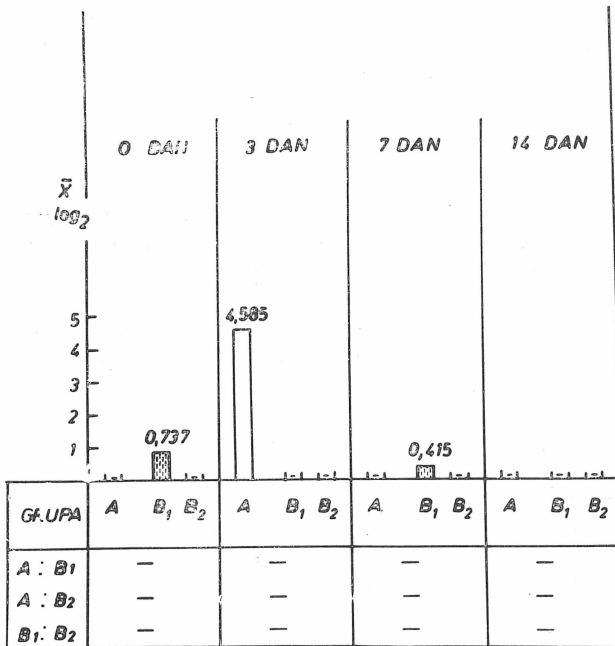 0 DAN 3 DAN 7 DAN 14 DAN
X̄
log₂
5
4,585
4
3
2
0,737
1
0,415
GRUPA A B₁ B₂ A B₁ B₂ A B₁ B₂ A B₁ B₂
A : B₁ — — — —
A : B₂ — — — —
B₁ : B₂ — — — —